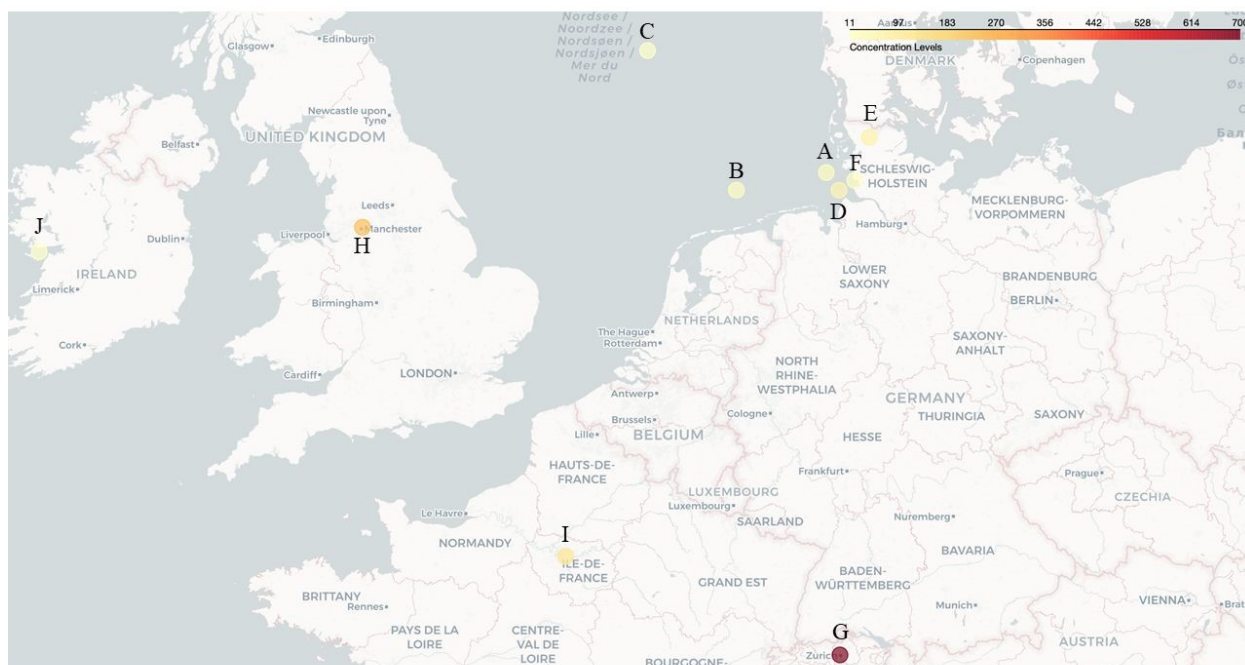 Nordsee /
Noordzee /
Nordsøen /
Nordsjøen /
Mer du
Nord
C
11 97 183 270 356 442 528 614 700
Concentration Levels
Aarhus
DENMARK
Copenhagen
Glasgow
Edinburgh
Newcastle upon
Tyne
UNITED KINGDOM
Belfast
E
A
F
B
D
SCHLESWIG-
HOLSTEIN
MECKLENBURG-
VORPOMMERN
Hamburg
J
Leeds
Manchester
Liverpool
H
Dublin
IRELAND
Limerick
Cork
Birmingham
Cardiff
LONDON
LOWER
SAXONY
BRANDENBURG
BERLIN
NETHERLANDS
The Hague
Rotterdam
SAXONY-
ANHALT
NORTH
RHINE-
WESTPHALIA
GERMANY
Antwerp
Brussels
BELGIUM
Cologne
THURINGIA
SAXONY
HESSE
Lille
HAUTS-DE-
FRANCE
Frankfurt
Prague
CZECHIA
LUXEMBOURG
Luxembourg
SAARLAND
Le Havre
NORMANDY
Nuremberg
I
ÎLE-DE-
FRANCE
GRAND EST
BAVARIA
BADEN-
WÜRTTEMBERG
BRITTANY
Rennes
Munich
VIENNA
Brat
PAYS DE LA
LOIRE
CENTRE-
VAL DE
LOIRE
G
Zurich
AUSTRIA
BOURGOGNE-